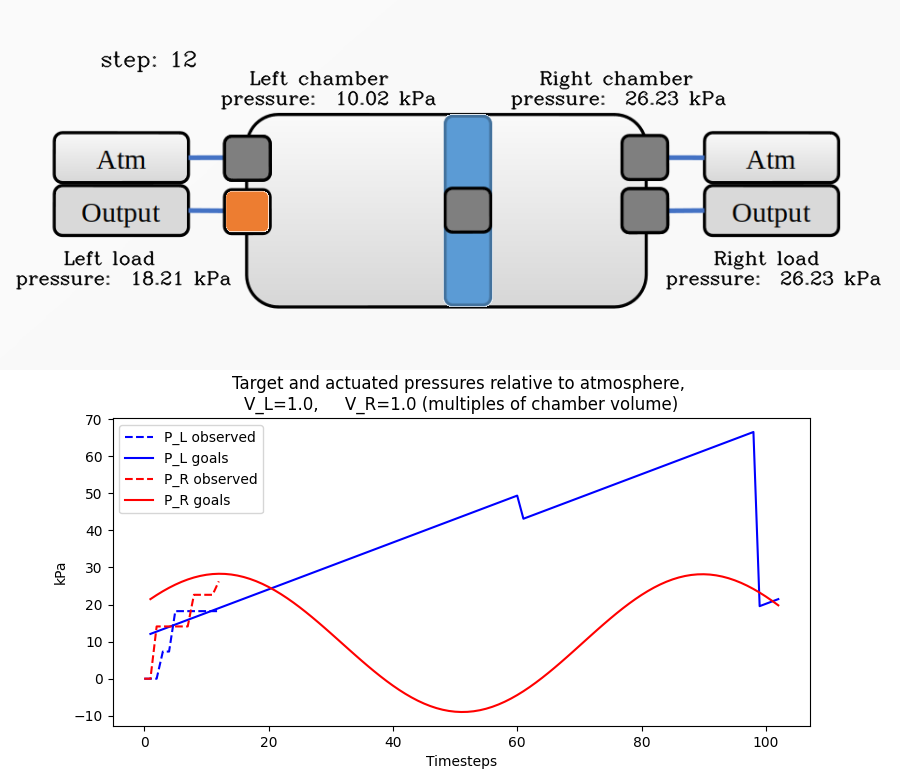 step: 12
Left chamber
pressure: 10.02 kPa
Right chamber
pressure: 26.23 kPa
Atm
Output
Atm
Output
Left load
pressure: 18.21 kPa
Right load
pressure: 26.23 kPa
Target and actuated pressures relative to atmosphere,
V_L=1.0, V_R=1.0 (multiples of chamber volume)
P_L observed
P_L goals
P_R observed
P_R goals
70
60
50
40
30
20
10
0
−10
kPa
0 20 40 60 80 100
Timesteps